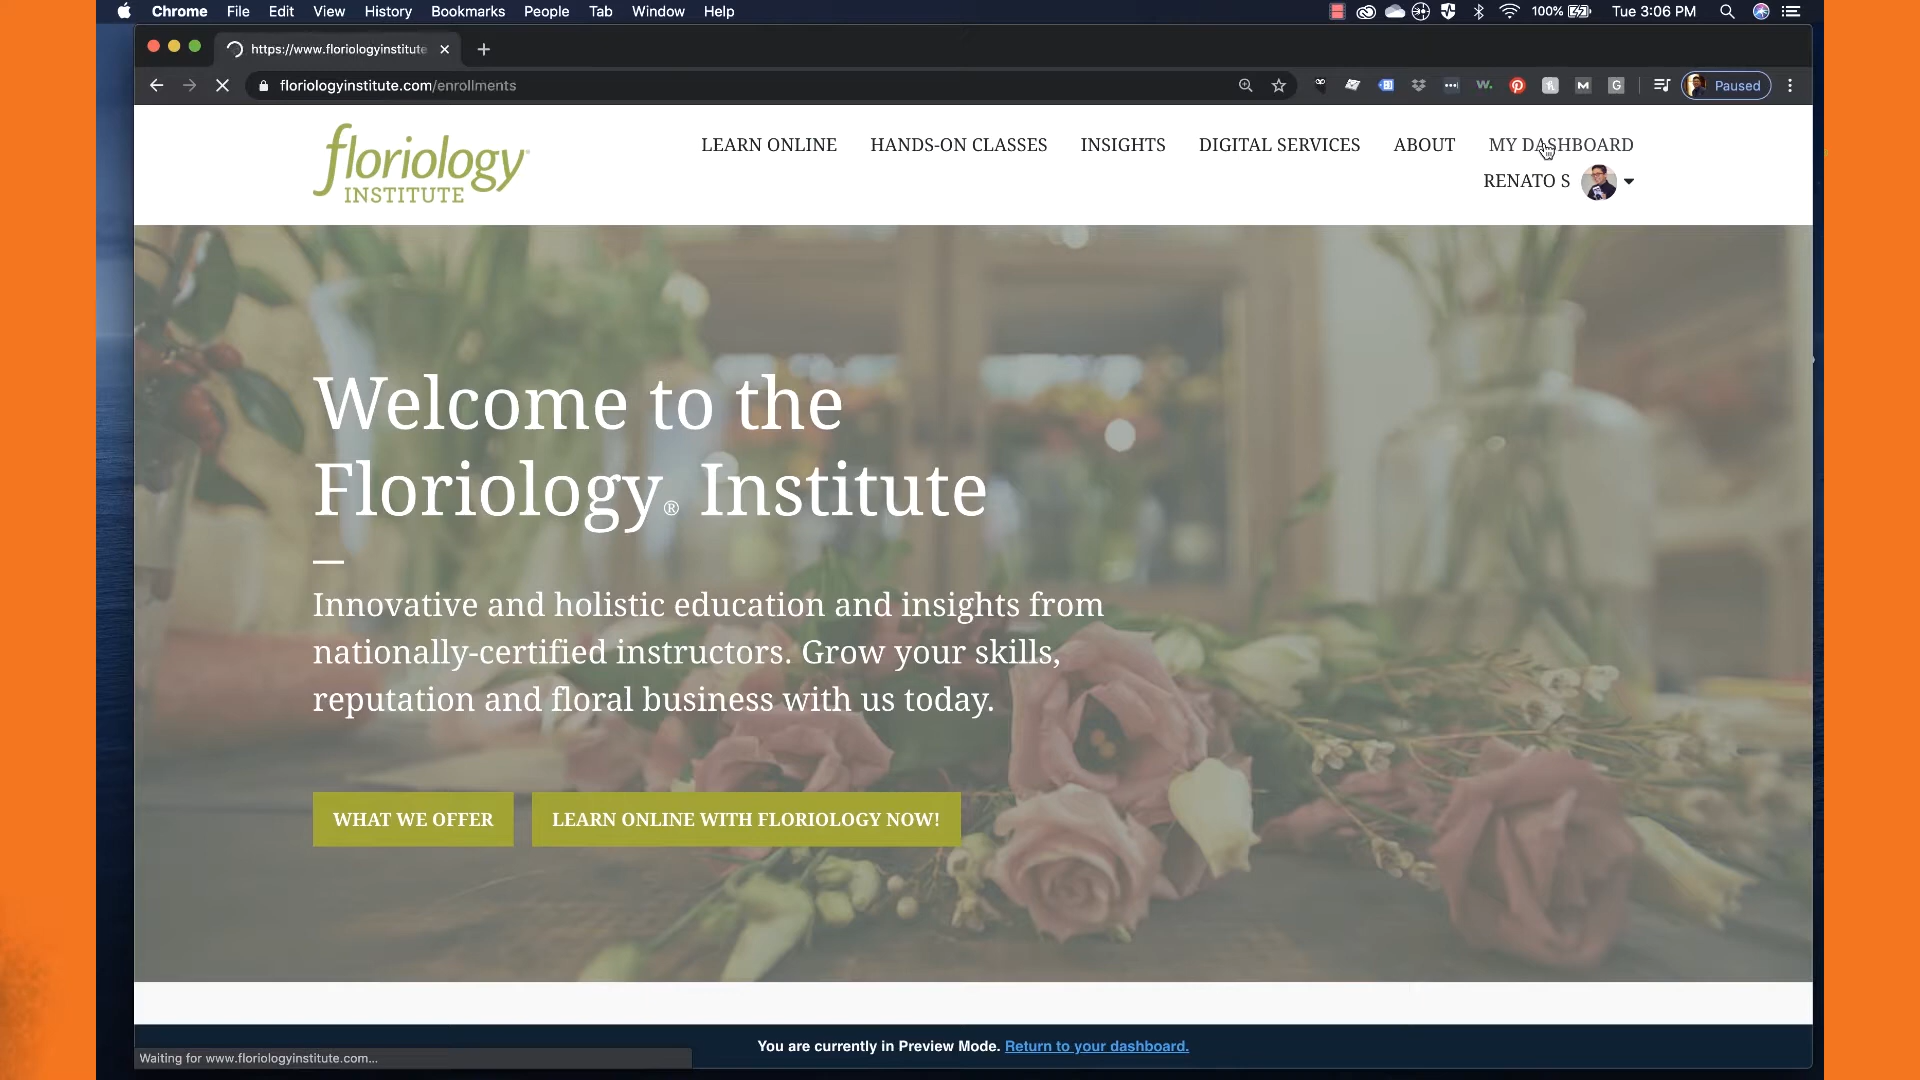 Chrome File Edit View History Bookmarks People Tab Window Help
100% Tue 3:06 PM
https://www.floriologyinstitute
floriologyinstitute.com/enrollments
Paused
floriology
INSTITUTE
LEARN ONLINE HANDS-ON CLASSES INSIGHTS DIGITAL SERVICES ABOUT MY DASHBOARD
RENATO S
Welcome to the
Floriology® Institute
Innovative and holistic education and insights from
nationally-certified instructors. Grow your skills,
reputation and floral business with us today.
WHAT WE OFFER LEARN ONLINE WITH FLORIOLOGY NOW!
You are currently in Preview Mode. Return to your dashboard.
Waiting for www.floriologyinstitute.com...